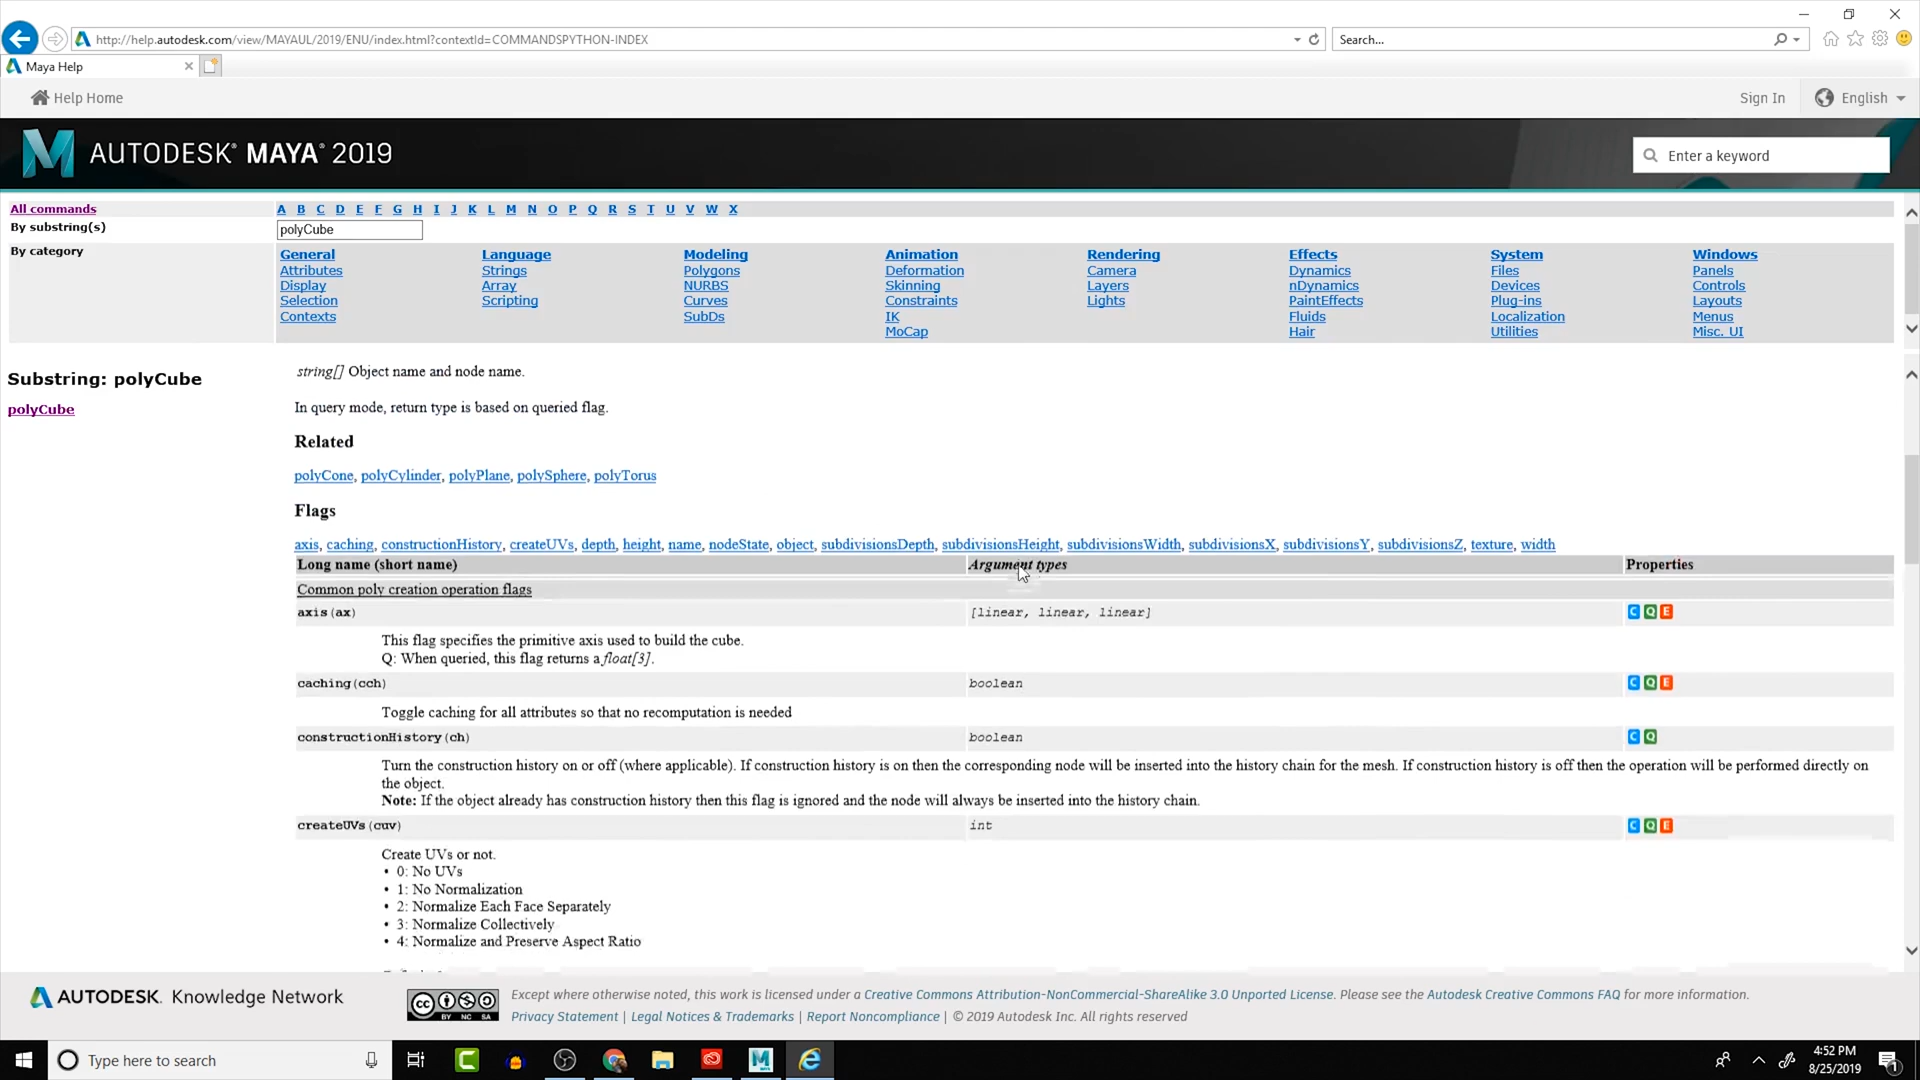 http://help.autodesk.com/view/MAYAUL/2019/ENU/index.html?contextId=COMMANDSPYTHON-INDEX
Search...
Maya Help
Help Home
Sign In
English
AUTODESK® MAYA® 2019
Enter a keyword
All commands
A B C D E F G H I J K L M N O P Q R S T U V W X
By substring(s)
polyCube
By category
General Language Modeling Animation Rendering Effects System Windows
Attributes Strings Polygons Deformation Camera Dynamics Files Panels
Display Array NURBS Skinning Layers nDynamics Devices Controls
Selection Scripting Curves Constraints Lights PaintEffects Plug-ins Layouts
Contexts SubDs IK Fluids Localization Menus
MoCap Hair Utilities Misc. UI
Substring: polyCube
polyCube
string[] Object name and node name.
In query mode, return type is based on queried flag.
Related
polyCone, polyCylinder, polyPlane, polySphere, polyTorus
Flags
axis, caching, constructionHistory, createUVs, depth, height, name, nodeState, object, subdivisionsDepth, subdivisionsHeight, subdivisionsWidth, subdivisionsX, subdivisionsY, subdivisionsZ, texture, width
Long name (short name) Argument types Properties
Common poly creation operation flags
axis(ax) [linear, linear, linear] C Q E
This flag specifies the primitive axis used to build the cube.
Q: When queried, this flag returns a float[3].
caching(cch) boolean C Q E
Toggle caching for all attributes so that no recomputation is needed
constructionHistory(ch) boolean C Q
Turn the construction history on or off (where applicable). If construction history is on then the corresponding node will be inserted into the history chain for the mesh. If construction history is off then the operation will be performed directly on
the object.
Note: If the object already has construction history then this flag is ignored and the node will always be inserted into the history chain.
createUVs(cuv) int C Q E
Create UVs or not.
• 0: No UVs
• 1: No Normalization
• 2: Normalize Each Face Separately
• 3: Normalize Collectively
• 4: Normalize and Preserve Aspect Ratio
AUTODESK. Knowledge Network
cc BY NC SA
Except where otherwise noted, this work is licensed under a Creative Commons Attribution-NonCommercial-ShareAlike 3.0 Unported License. Please see the Autodesk Creative Commons FAQ for more information.
Privacy Statement | Legal Notices & Trademarks | Report Noncompliance | © 2019 Autodesk Inc. All rights reserved
Type here to search
4:52 PM
8/25/2019
1